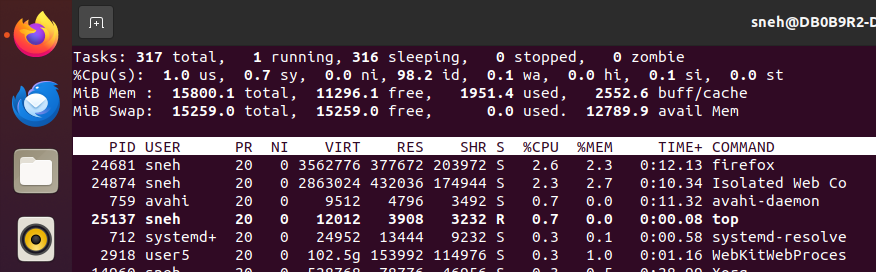 sneh@DB0B9R2-D
Tasks: 317 total, 1 running, 316 sleeping, 0 stopped, 0 zombie
%Cpu(s): 1.0 us, 0.7 sy, 0.0 ni, 98.2 id, 0.1 wa, 0.0 hi, 0.1 si, 0.0 st
MiB Mem : 15800.1 total, 11296.1 free, 1951.4 used, 2552.6 buff/cache
MiB Swap: 15259.0 total, 15259.0 free, 0.0 used. 12789.9 avail Mem
PID USER PR NI VIRT RES SHR S %CPU %MEM TIME+ COMMAND
24681 sneh 20 0 3562776 377672 203972 S 2.6 2.3 0:12.13 firefox
24874 sneh 20 0 2863024 432036 174944 S 2.3 2.7 0:10.34 Isolated Web Co
759 avahi 20 0 9512 4796 3492 S 0.7 0.0 0:11.32 avahi-daemon
25137 sneh 20 0 12012 3908 3232 R 0.7 0.0 0:00.08 top
712 systemd+ 20 0 24952 13444 9232 S 0.3 0.1 0:00.58 systemd-resolve
2918 user5 20 0 102.5g 153992 114976 S 0.3 1.0 0:01.16 WebKitWebProces